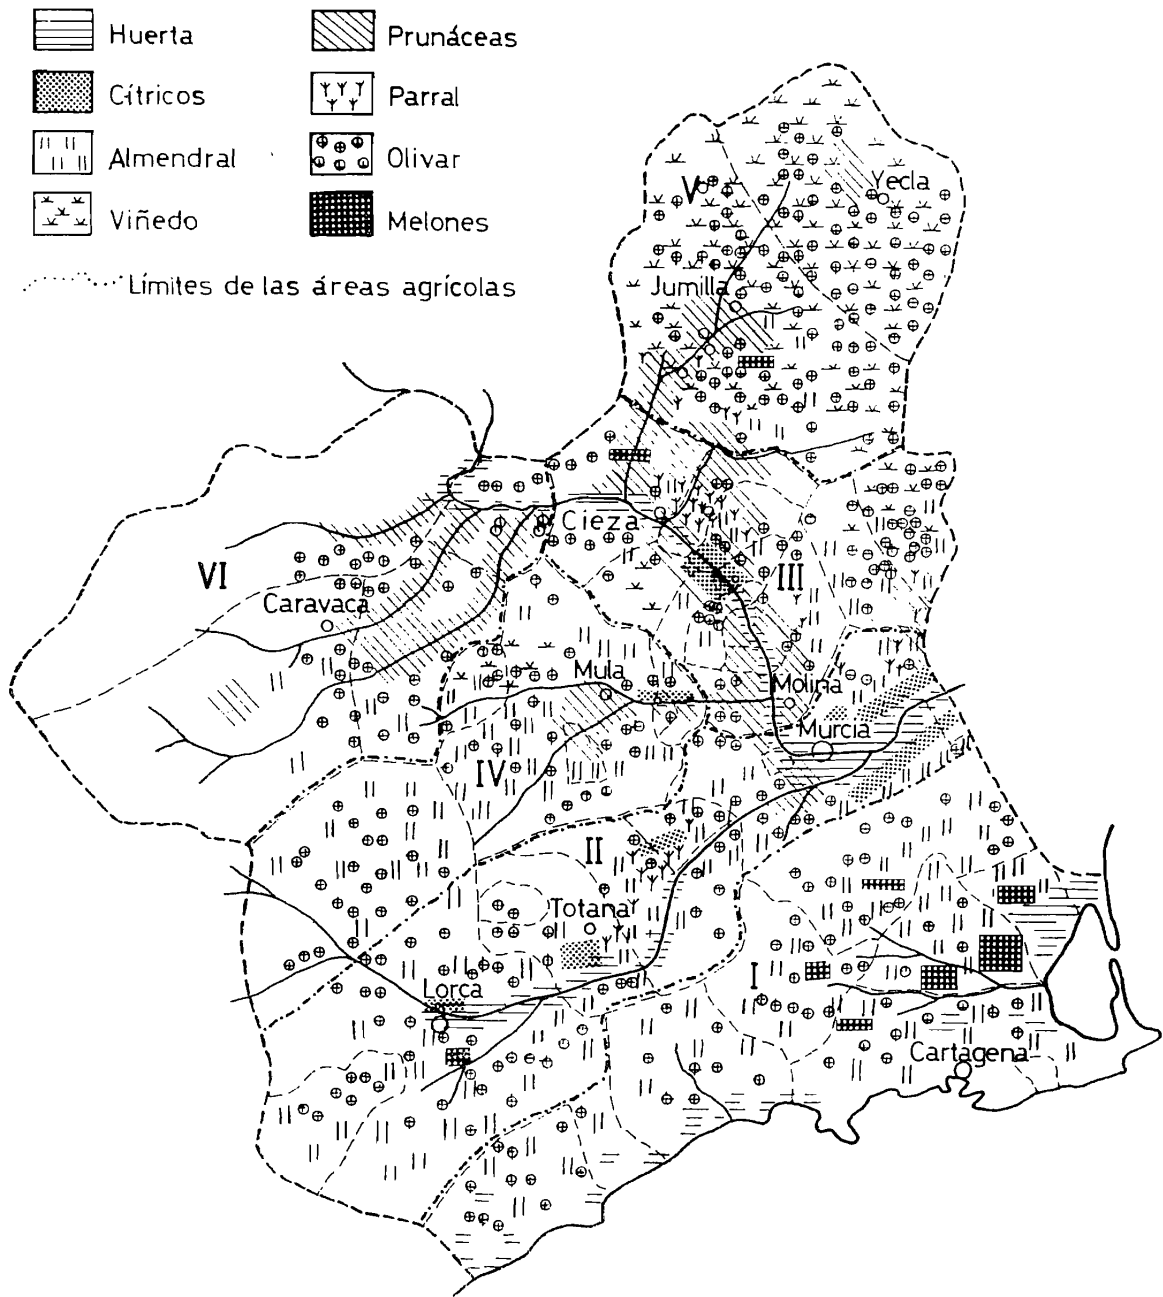 Huerta
Prunáceas
Cítricos
Parral
Almendral
Olivar
Viñedo
Melones
Límites de las áreas agrícolas
V
Yecla
Jumilla
Cieza
VI
III
Caravaca
Mula
Molina
Murcia
IV
II
Totana
I
Lorca
Cartagena